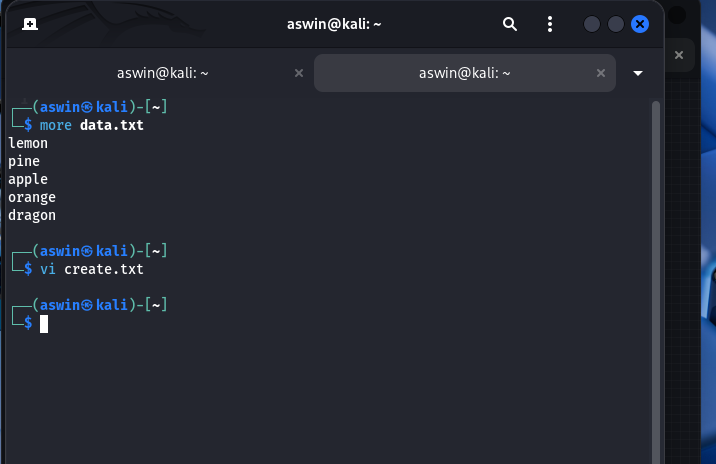 aswin@kali: ~
aswin@kali: ~
aswin@kali: ~
┌──(aswin㉿kali)-[~]
└─$ more data.txt
lemon
pine
apple
orange
dragon
┌──(aswin㉿kali)-[~]
└─$ vi create.txt
┌──(aswin㉿kali)-[~]
└─$